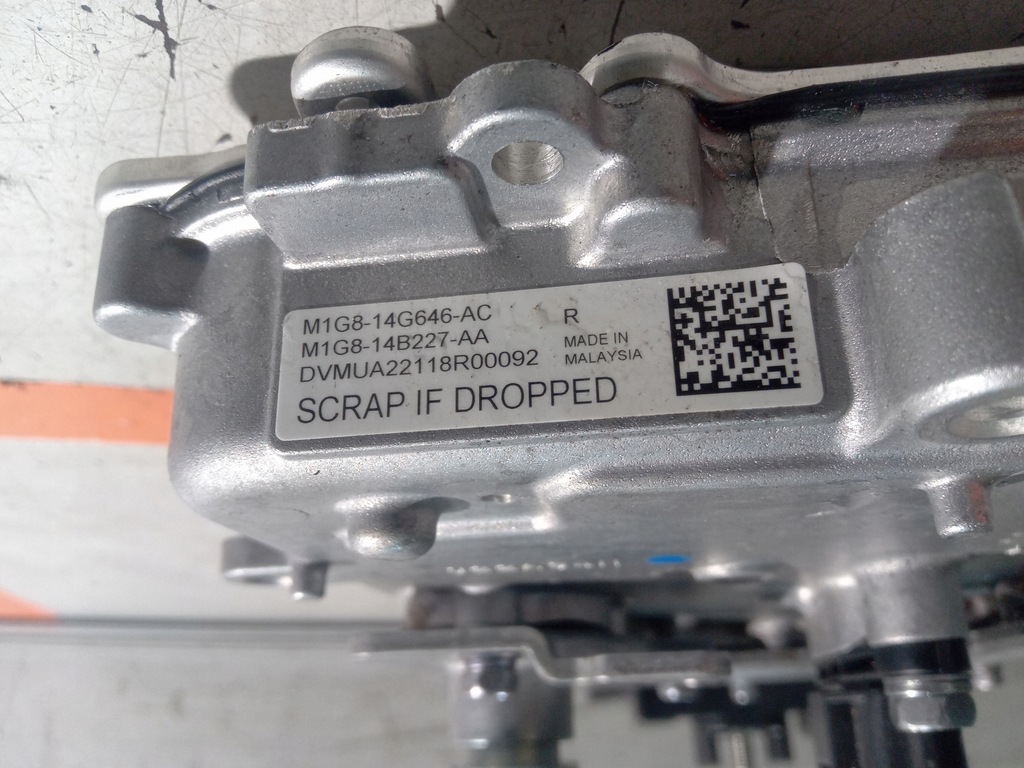 M1G8-14G646-AC R
M1G8-14B227-AA MADE IN
DVMUA22118R00092 MALAYSIA
SCRAP IF DROPPED